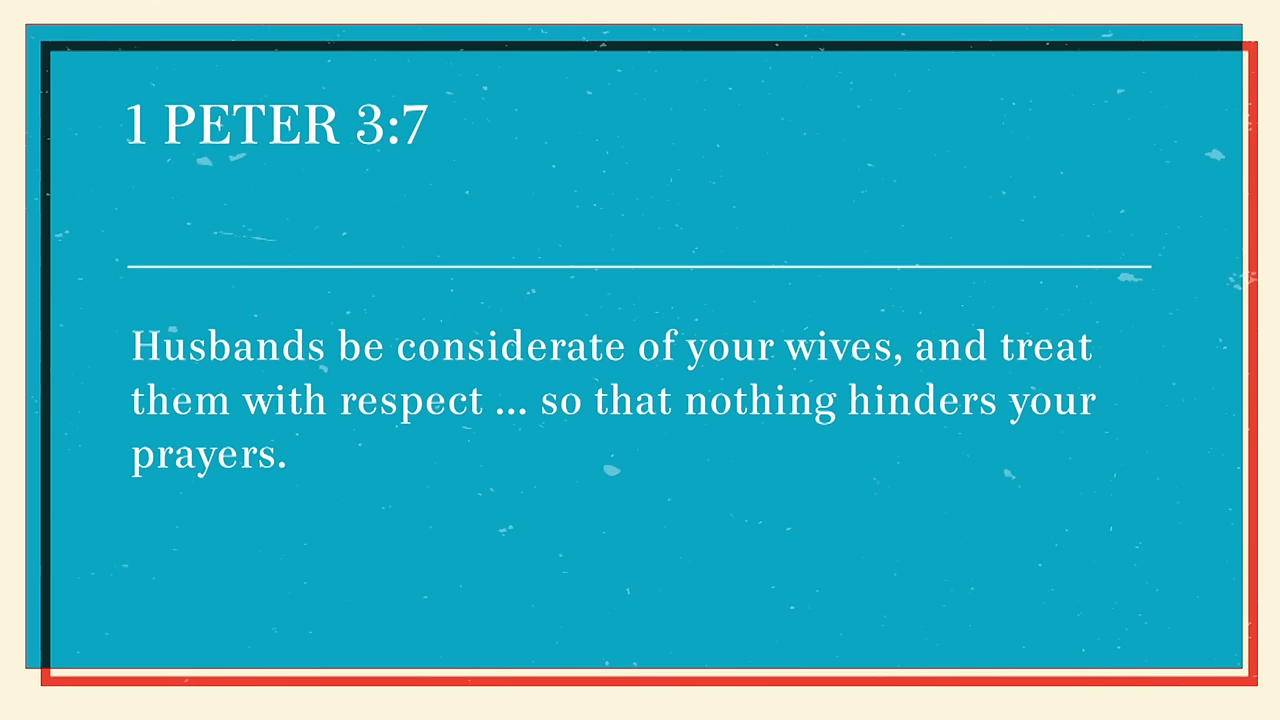 1 PETER 3:7
Husbands be considerate of your wives, and treat
them with respect ... so that nothing hinders your
prayers.